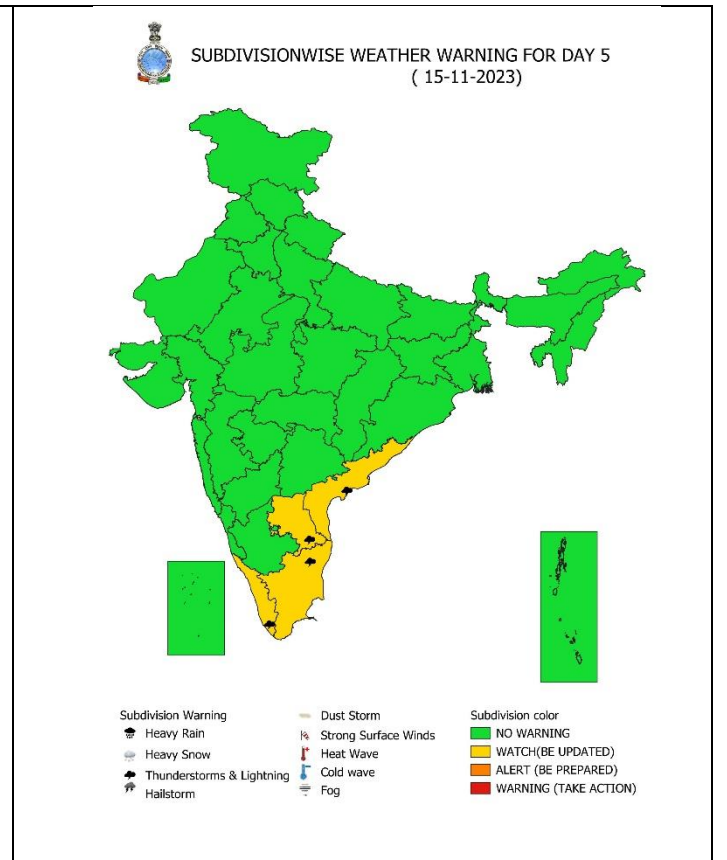 SUBDIVISIONWISE WEATHER WARNING FOR DAY 5
( 15-11-2023)
Subdivision Warning
Heavy Rain
Heavy Snow
Thunderstorms & Lightning
Hailstorm
Dust Storm
Strong Surface Winds
Heat Wave
Cold wave
Fog
Subdivision color
NO WARNING
WATCH(BE UPDATED)
ALERT (BE PREPARED)
WARNING (TAKE ACTION)